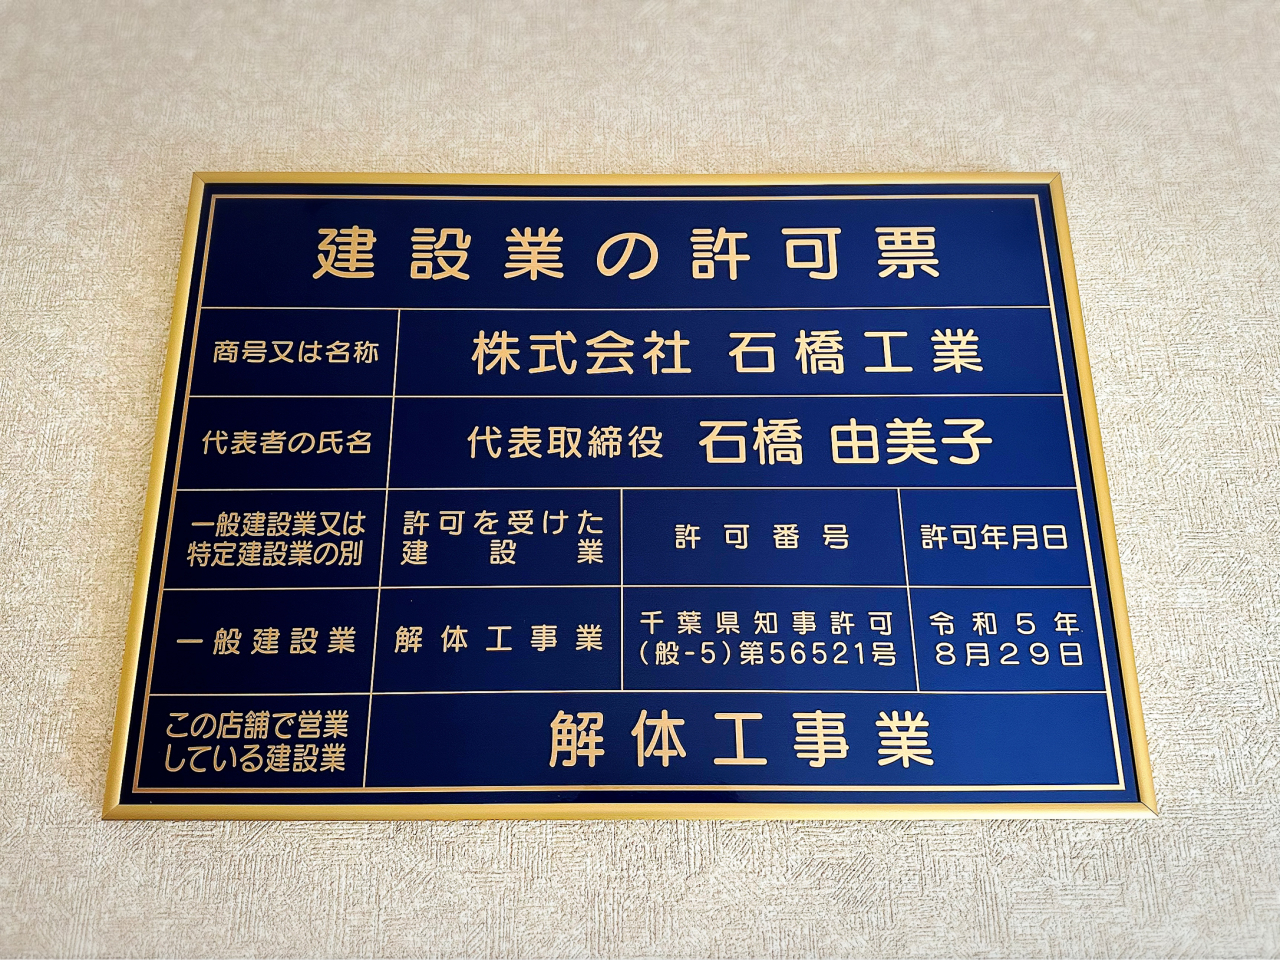 建設業の許可票
商号又は名称
株式会社 石橋工業
代表者の氏名
代表取締役 石橋 由美子
一般建設業又は
特定建設業の別
許可を受けた
建設業
許可番号
許可年月日
一般建設業
解体工事業
千葉県知事許可
(般-5)第56521号
令和5年
8月29日
この店舗で営業
している建設業
解体工事業